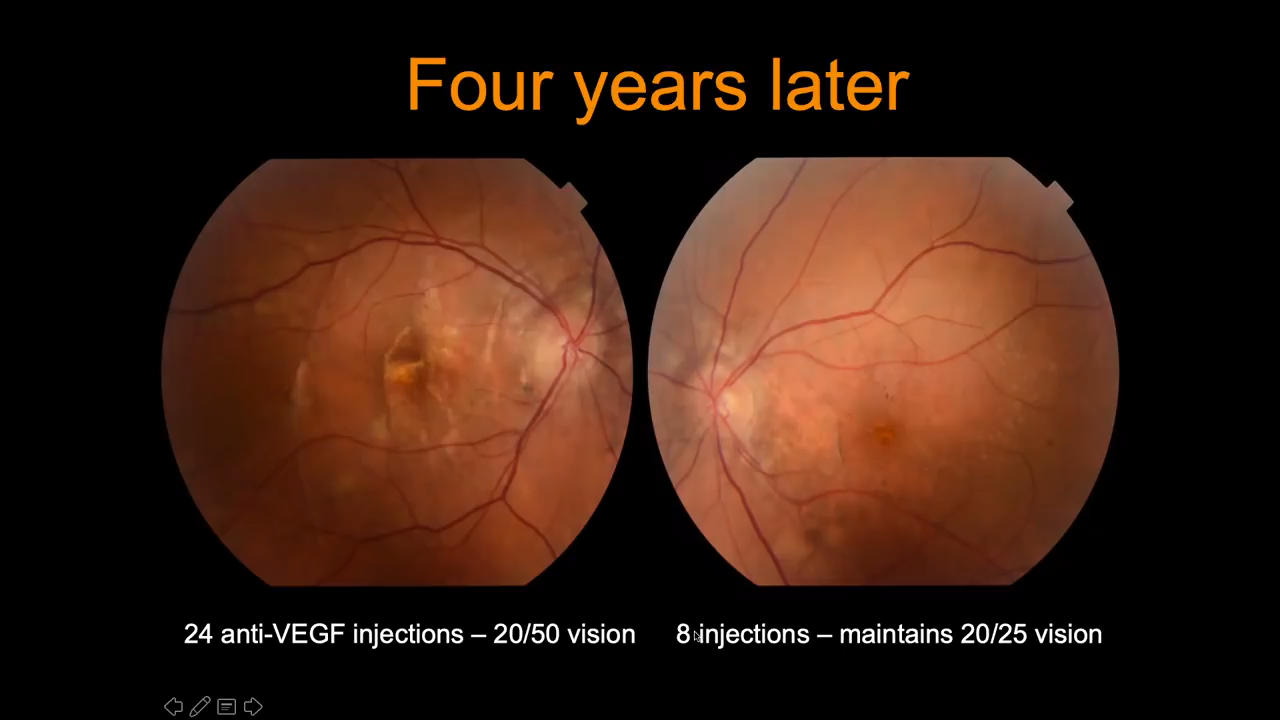 Four years later
24 anti-VEGF injections – 20/50 vision
8 injections – maintains 20/25 vision